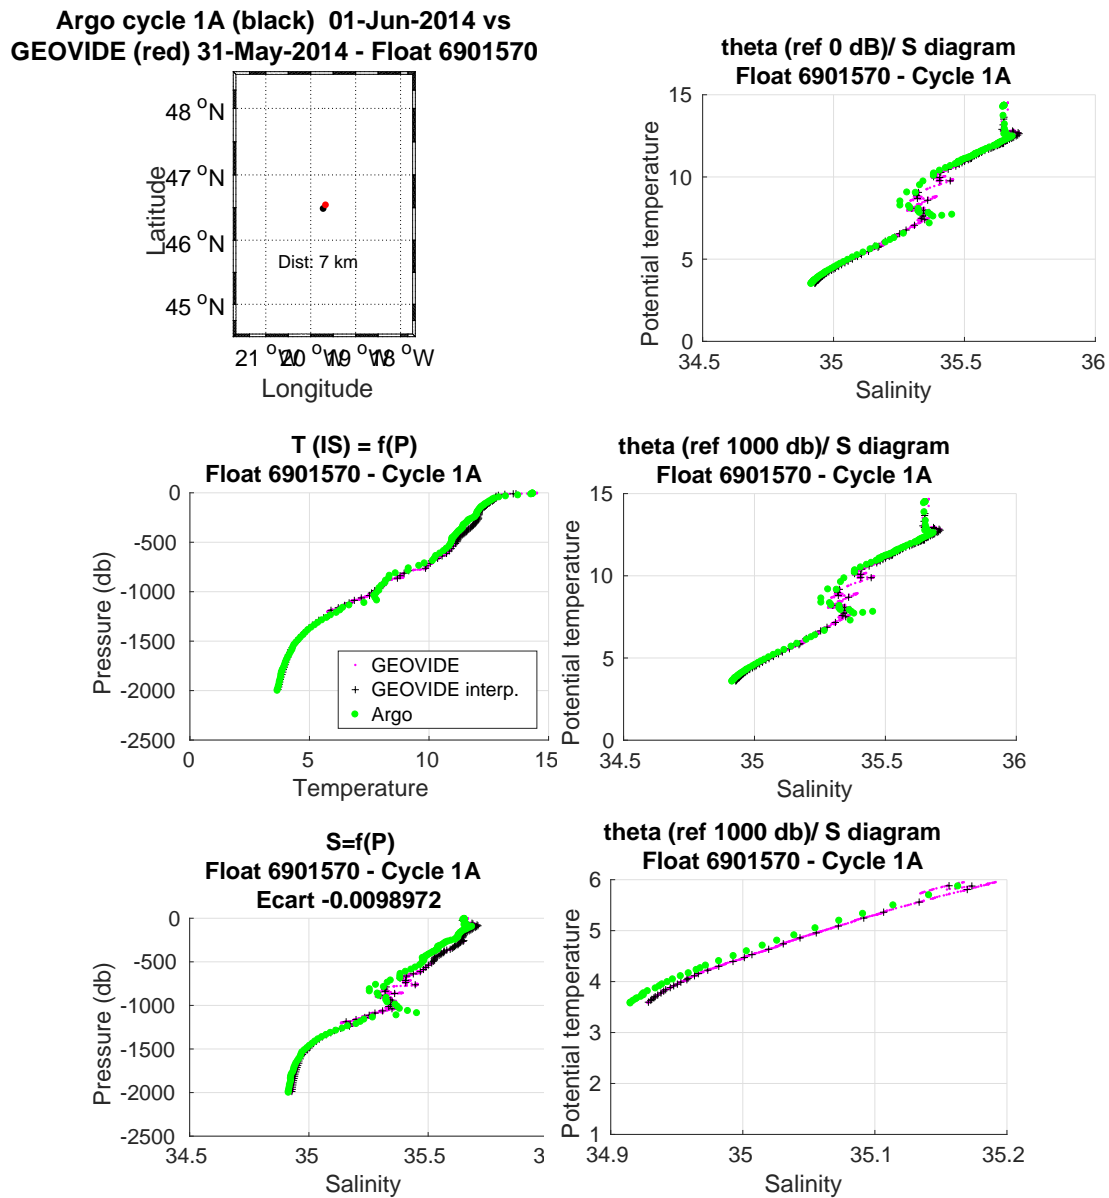 Argo cycle 1A (black)  01-Jun-2014 vs
GEOVIDE (red) 31-May-2014 - Float 6901570
48 °N
47 °N
46 °N
45 °N
Latitude
Dist: 7 km
21 °W
20 °W
19 °W
18 °W
Longitude
theta (ref 0 dB)/ S diagram
Float 6901570 - Cycle 1A
15
10
5
0
Potential temperature
34.5 35 35.5 36
Salinity
T (IS) = f(P)
Float 6901570 - Cycle 1A
0
-500
-1000
-1500
-2000
-2500
Pressure (db)
GEOVIDE
GEOVIDE interp.
Argo
0 5 10 15
Temperature
theta (ref 1000 db)/ S diagram
Float 6901570 - Cycle 1A
15
10
5
0
Potential temperature
34.5 35 35.5 36
Salinity
S=f(P)
Float 6901570 - Cycle 1A
Ecart -0.0098972
0
-500
-1000
-1500
-2000
-2500
Pressure (db)
34.5 35 35.5 3
Salinity
theta (ref 1000 db)/ S diagram
Float 6901570 - Cycle 1A
6
5
4
3
2
1
Potential temperature
34.9 35 35.1 35.2
Salinity